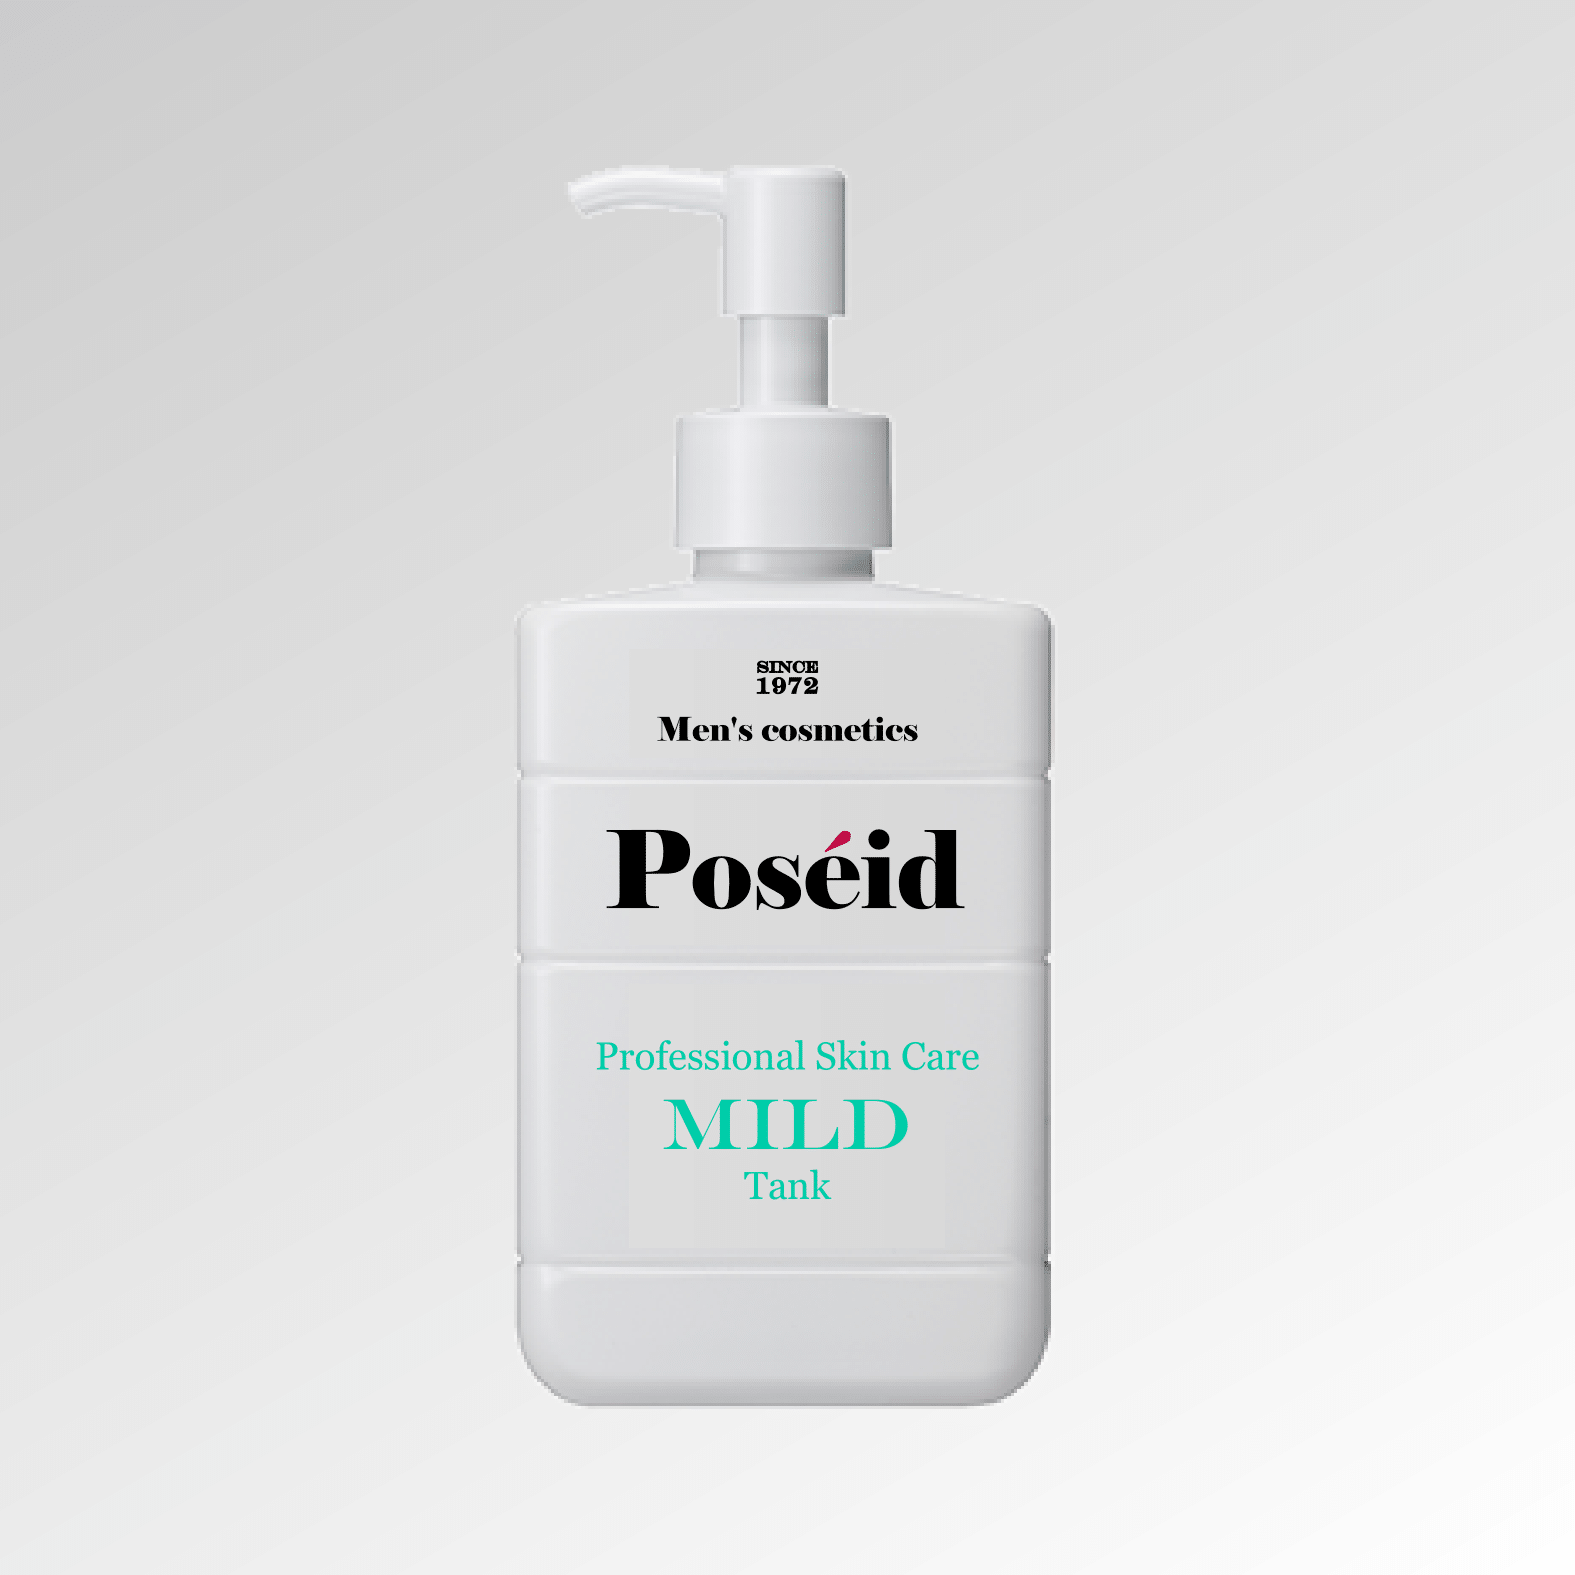 SINCE
1972
Men's cosmetics
Poséid
Professional Skin Care
MILD
Tank